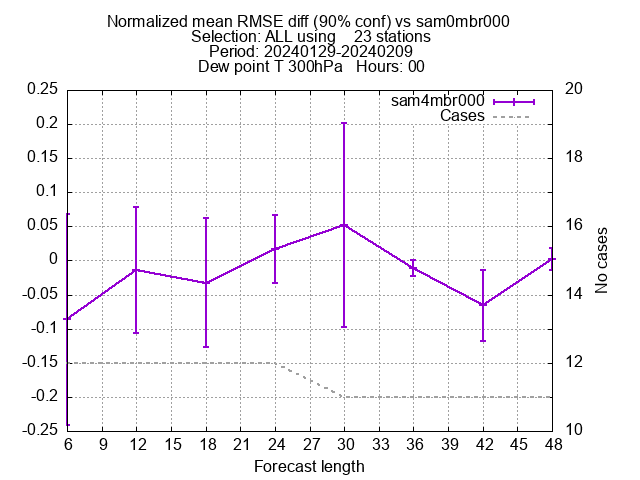 Normalized mean RMSE diff (90% conf) vs sam0mbr000
Selection: ALL using    23 stations
Period: 20240129-20240209
Dew point T 300hPa   Hours: 00
sam4mbr000
Cases
0.25
0.2
0.15
0.1
0.05
0
-0.05
-0.1
-0.15
-0.2
-0.25
20
18
16
14
12
10
No cases
6 12 15 18 21 24 27 30 33 36 39 42 45 48
Forecast length